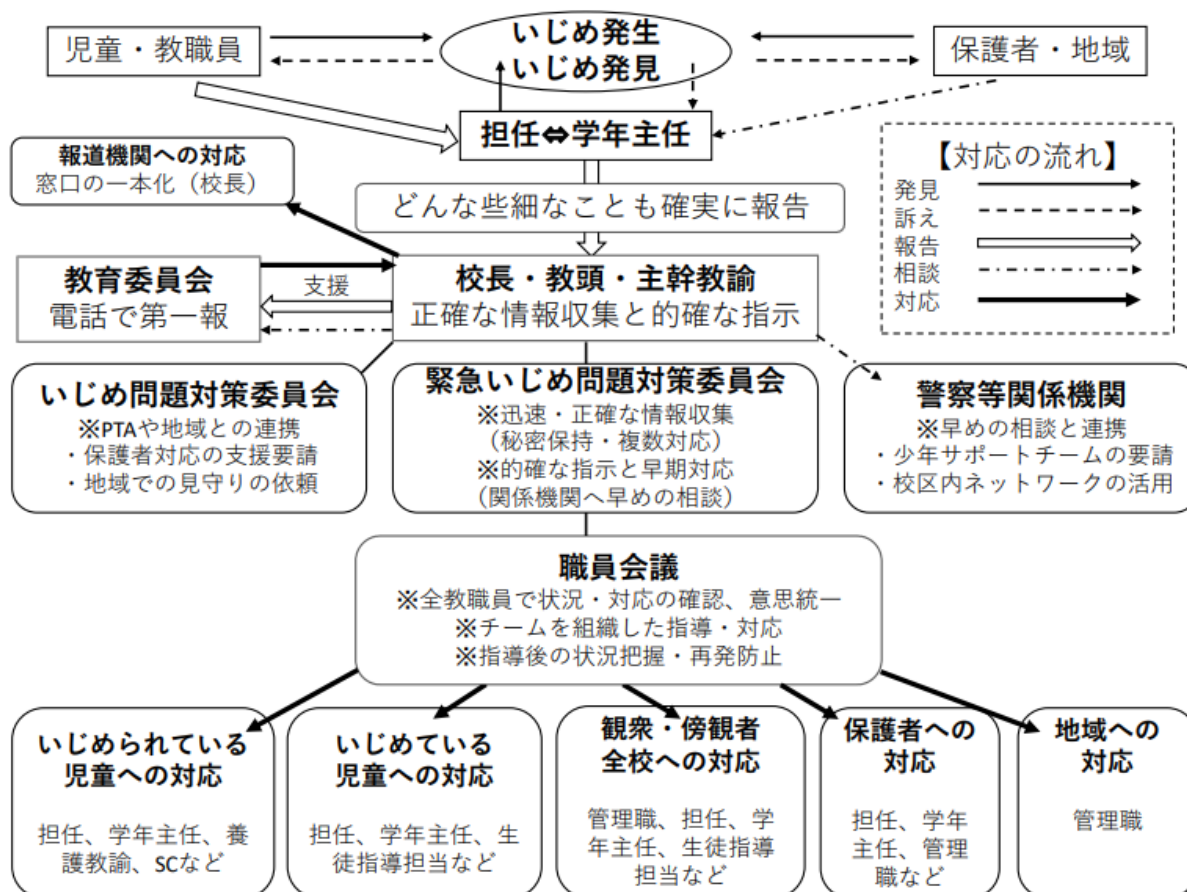 児童・教職員
いじめ発生
いじめ発見
保護者・地域
担任⇔学年主任
報道機関への対応
窓口の一本化（校長）
どんな些細なことも確実に報告
【対応の流れ】
発見
訴え
報告
相談
対応
教育委員会
電話で第一報
支援
校長・教頭・主幹教諭
正確な情報収集と的確な指示
いじめ問題対策委員会
※PTAや地域との連携
・保護者対応の支援要請
・地域での見守りの依頼
緊急いじめ問題対策委員会
※迅速・正確な情報収集
（秘密保持・複数対応）
※的確な指示と早期対応
（関係機関へ早めの相談）
警察等関係機関
※早めの相談と連携
・少年サポートチームの要請
・校区内ネットワークの活用
職員会議
※全教職員で状況・対応の確認、意思統一
※チームを組織した指導・対応
※指導後の状況把握・再発防止
いじめられている
児童への対応
担任、学年主任、養
護教諭、SCなど
いじめている
児童への対応
担任、学年主任、生
徒指導担当など
観衆・傍観者
全校への対応
管理職、担任、学
年主任、生徒指導
担当など
保護者への
対応
担任、学年
主任、管理
職など
地域への
対応
管理職